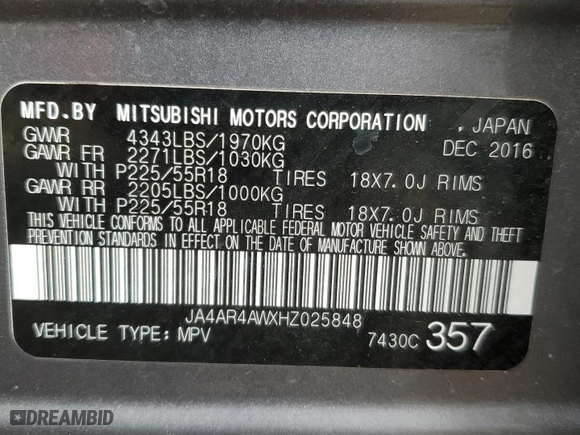 MFD.BY MITSUBISHI MOTORS CORPORATION , JAPAN
GVWR 4343LBS/1970KG DEC 2016
GAWR FR 2271LBS/1030KG
WITH P225/55R18 TIRES 18X7.0J RIMS
GAWR RR 2205LBS/1000KG
WITH P225/55R18 TIRES 18X7.0J RIMS
THIS VEHICLE CONFORMS TO ALL APPLICABLE FEDERAL MOTOR VEHICLE SAFETY AND THEFT
PREVENTION STANDARDS IN EFFECT ON THE DATE OF MANUFACTURE SHOWN ABOVE.
JA4AR4AWXHZ025848
VEHICLE TYPE: MPV 7430C 357
DREAMBID